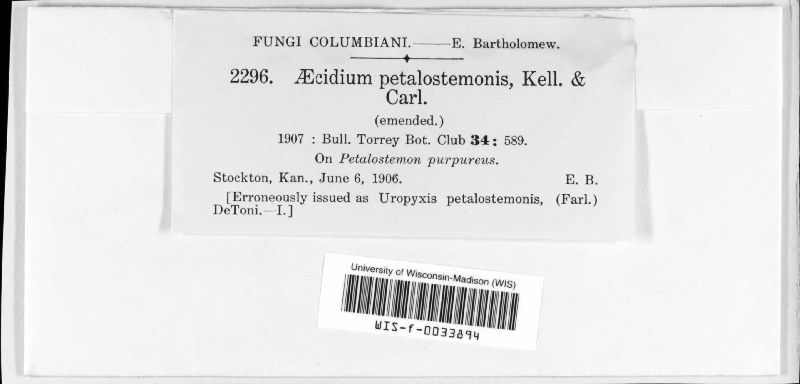 FUNGI COLUMBIANI.——E. Bartholomew.
2296. Æcidium petalostemonis, Kell. &
Carl.
(emended.)
1907 : Bull. Torrey Bot. Club 34: 589.
On Petalostemon purpureus.
Stockton, Kan., June 6, 1906. E. B.
[Erroneously issued as Uropyxis petalostemonis, (Farl.)
DeToni.—I.]
University of Wisconsin-Madison (WIS)
WIS-f-0033894